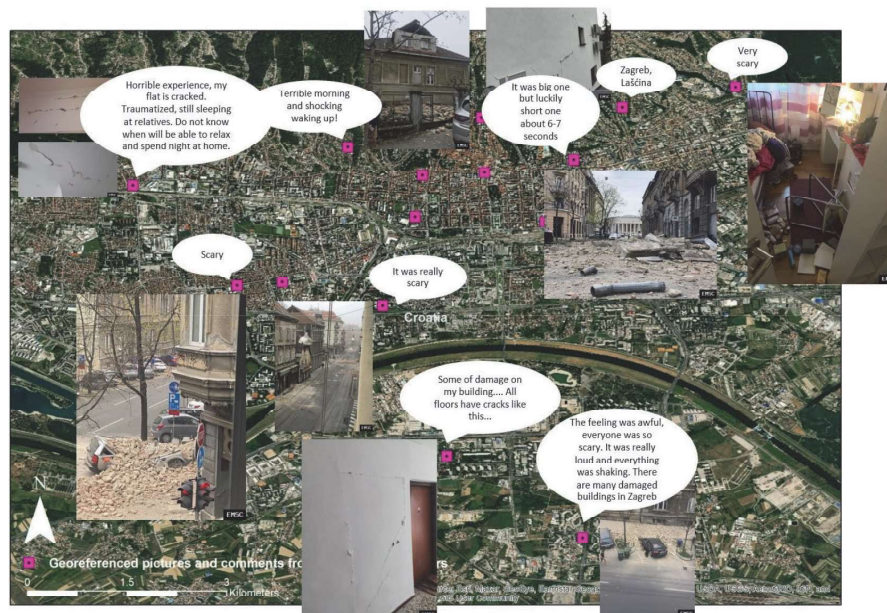 Horrible experience, my
flat is cracked.
Traumatized, still sleeping
at relatives. Do not know
when will be able to relax
and spend night at home.
Terrible morning
and shocking
waking up!
It was big one
but luckily
short one
about 6-7
seconds
Zagreb,
Lašćina
Very
scary
EMSC
EMSC
Scary
It was really
scary
Croatia
EMSC
EMSC
Some of damage on
my building.... All
floors have cracks like
this...
The feeling was awful,
everyone was so
scary. It was really
loud and everything
was shaking. There
are many damaged
buildings in Zagreb
EMSC
N
Georeferenced pictures and comments
0 1.5 3
Kilometers
User Community